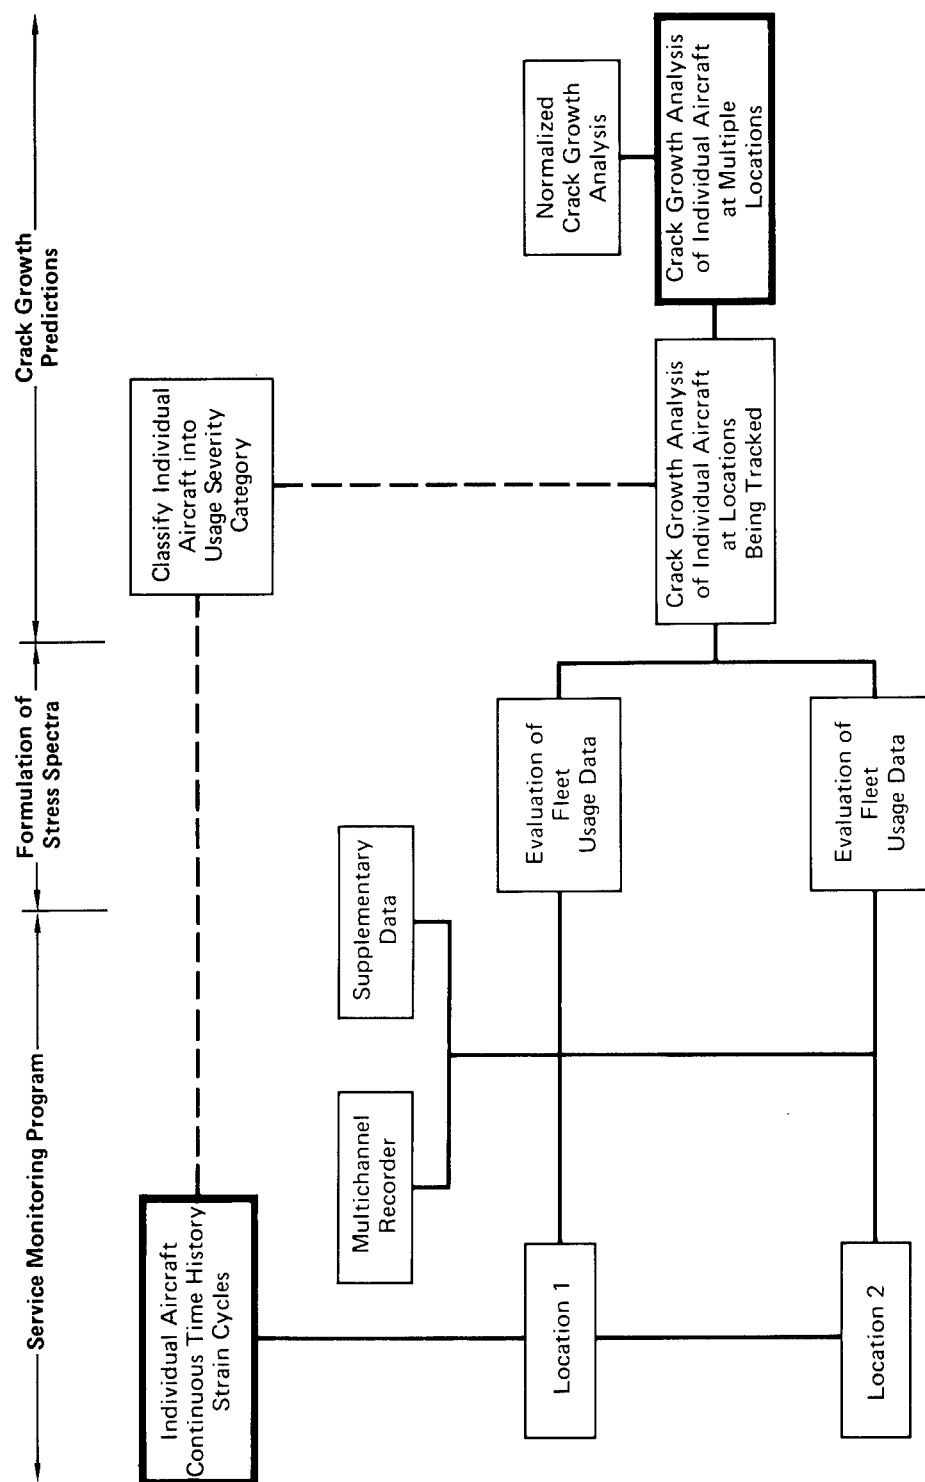 Service Monitoring Program
Formulation of
Stress Spectra
Crack Growth
Predictions
Individual Aircraft
Continuous Time History
Strain Cycles
Classify Individual
Aircraft into
Usage Severity
Category
Multichannel
Recorder
Supplementary
Data
Location 1
Evaluation of
Fleet
Usage Data
Normalized
Crack Growth
Analysis
Location 2
Evaluation of
Fleet
Usage Data
Crack Growth Analysis
of Individual Aircraft
at Locations
Being Tracked
Crack Growth Analysis
of Individual Aircraft
at Multiple
Locations